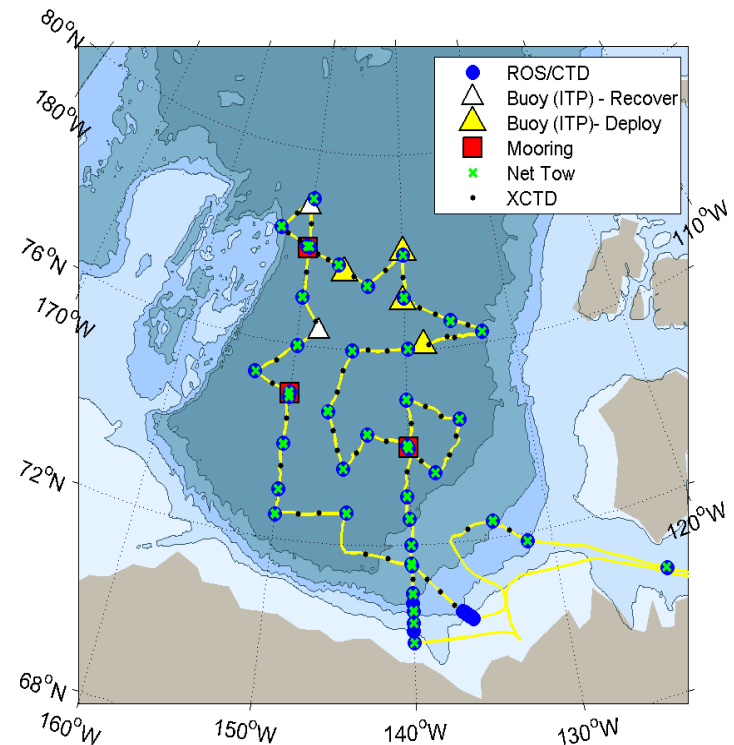 80°N
180°W
ROS/CTD
Buoy (ITP) - Recover
Buoy (ITP)- Deploy
Mooring
Net Tow
XCTD
110°W
76°N
170°W
72°N
120°W
68°N
160°W
150°W
140°W
130°W